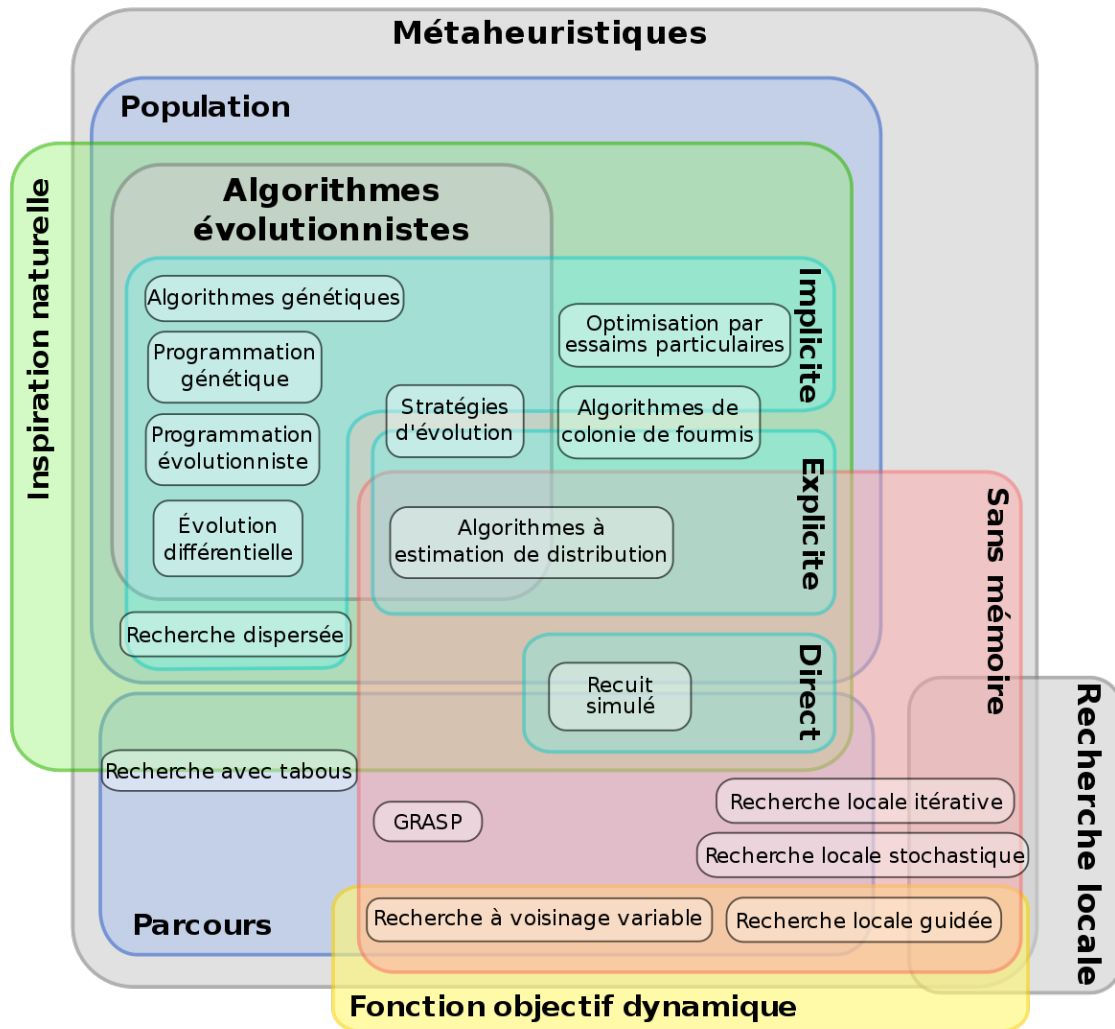 Métaheuristiques
Population
Inspiration naturelle
Algorithmes
évolutionnistes
Implicite
Algorithmes génétiques
Optimisation par
essaims particulaires
Programmation
génétique
Stratégies
d'évolution
Algorithmes de
colonie de fourmis
Programmation
évolutionniste
Explicite
Sans mémoire
Évolution
différentielle
Algorithmes à
estimation de distribution
Recherche dispersée
Direct
Recuit
simulé
Recherche locale
Recherche avec tabous
Recherche locale itérative
GRASP
Recherche locale stochastique
Parcours
Recherche à voisinage variable
Recherche locale guidée
Fonction objectif dynamique